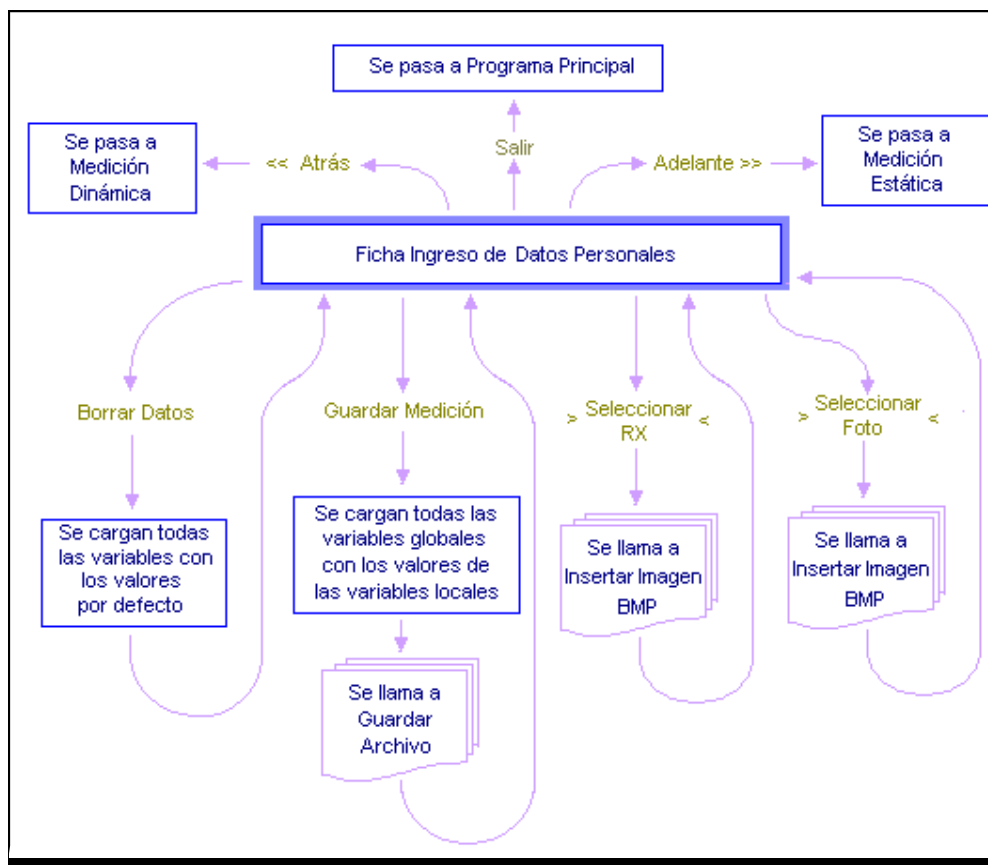 Se pasa a Programa Principal
Se pasa a
Medición
Dinámica
<< Atrás
Salir
Adelante >>
Se pasa a
Medición
Estática
Ficha Ingreso de Datos Personales
Borrar Datos
Guardar Medición
> Seleccionar <
RX
> Seleccionar <
Foto
Se cargan todas
las variables con
los valores
por defecto
Se cargan todas las
variables globales
con los valores de
las variables locales
Se llama a
Insertar Imagen
BMP
Se llama a
Insertar Imagen
BMP
Se llama a
Guardar
Archivo